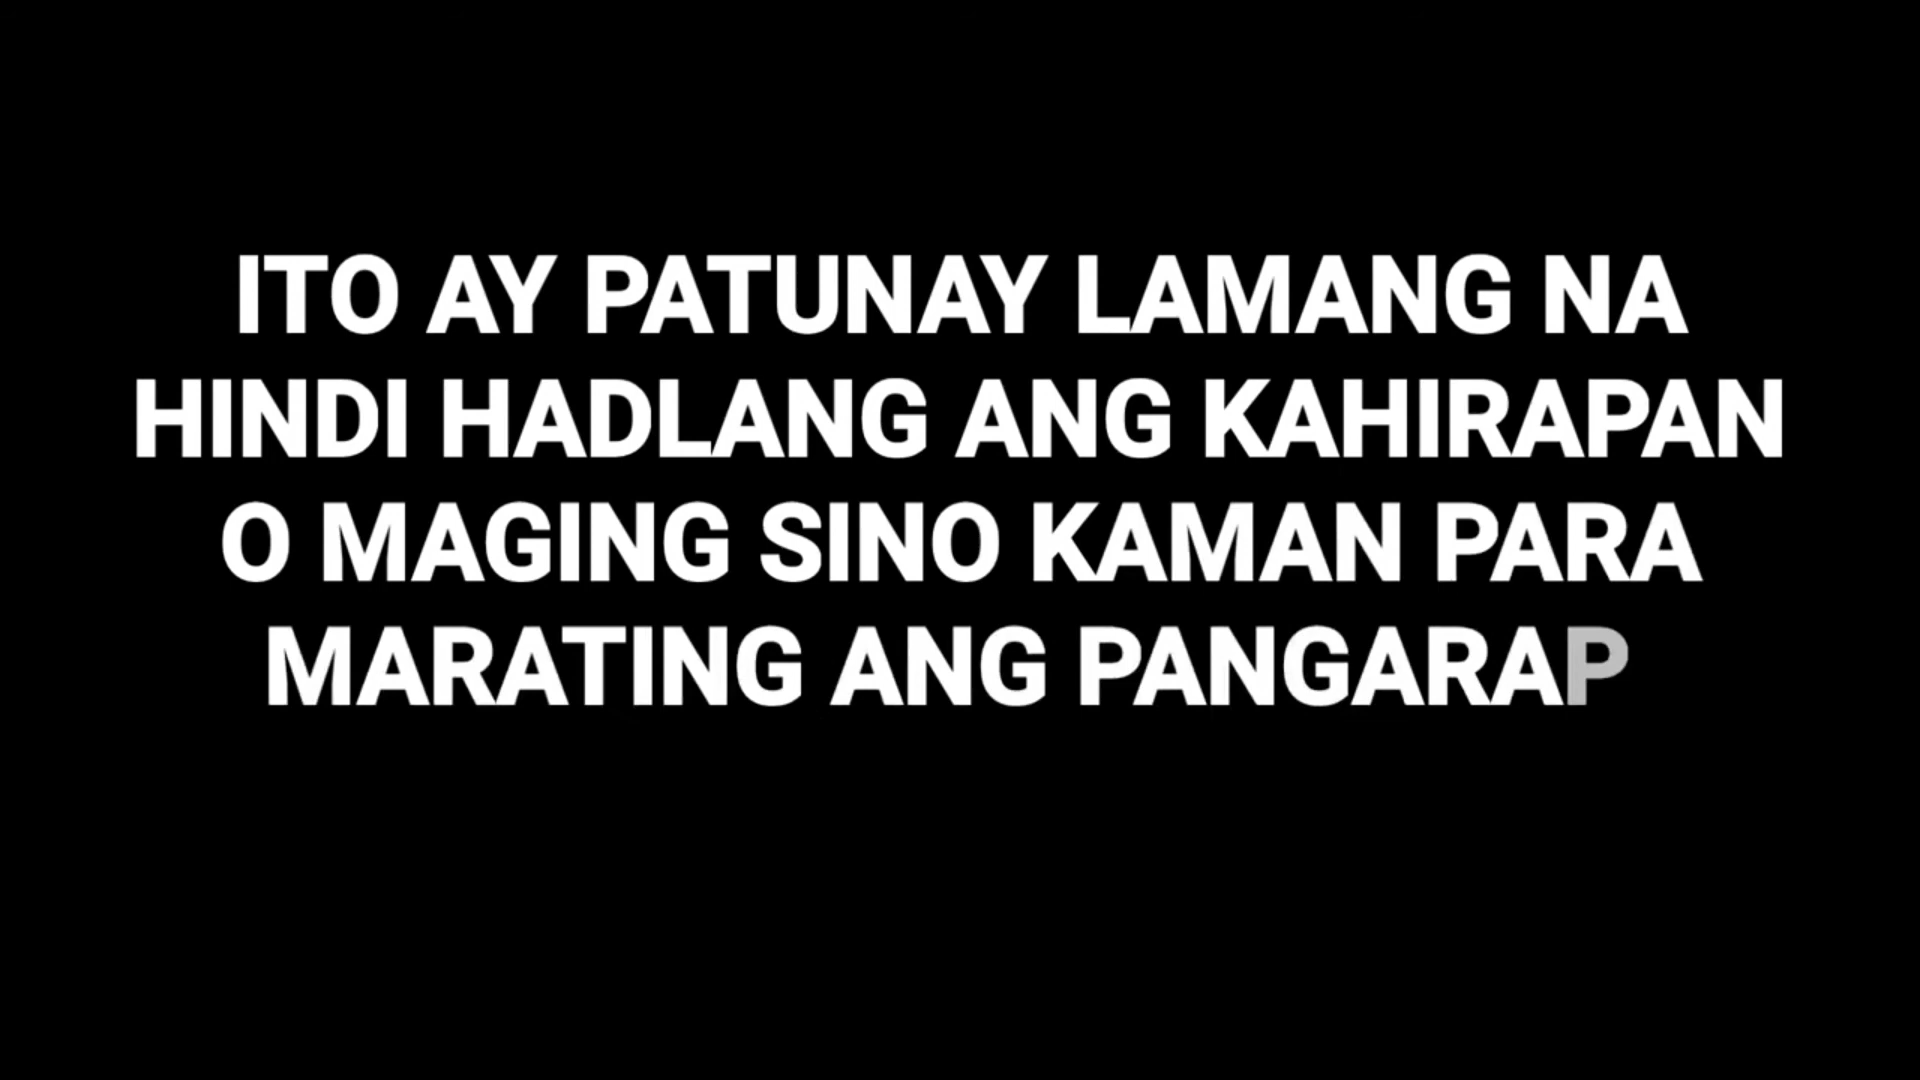 ITO AY PATUNAY LAMANG NA
HINDI HADLANG ANG KAHIRAPAN
O MAGING SINO KAMAN PARA
MARATING ANG PANGARAP